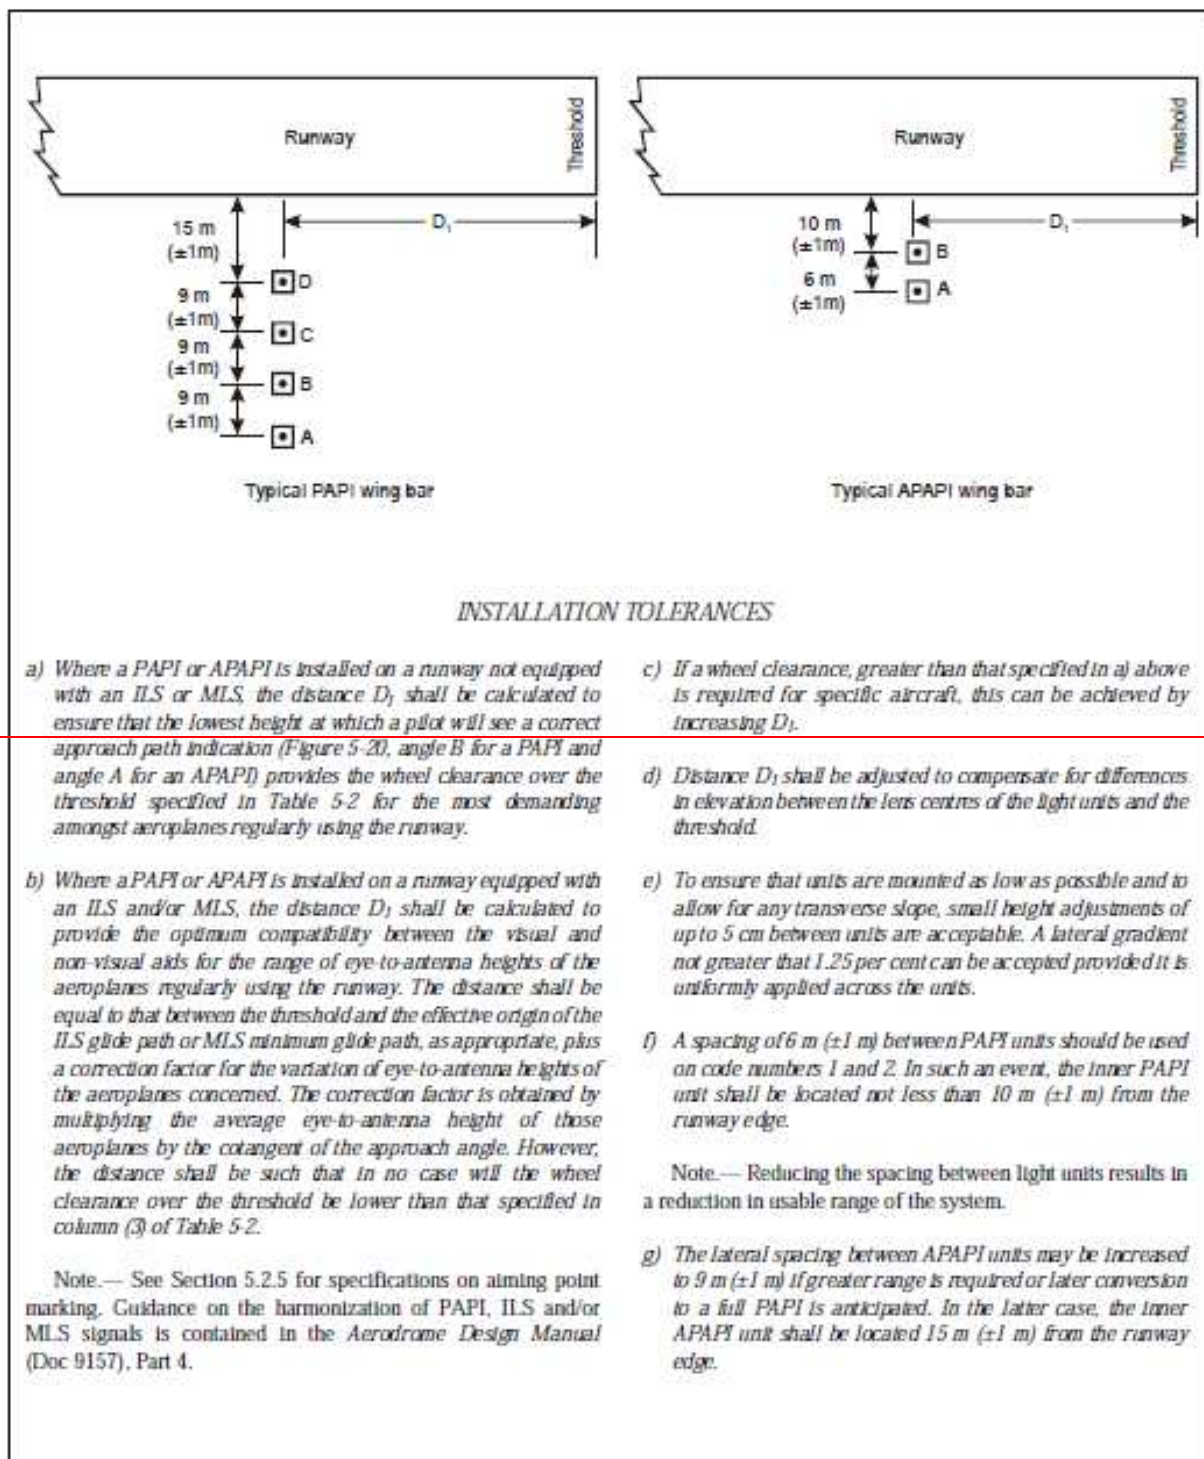 Runway
Threshold
15 m
(±1m)
D₁
D
9 m
(±1m)
C
9 m
(±1m)
B
9 m
(±1m)
A
Typical PAPI wing bar
Runway
Threshold
10 m
(±1m)
D₁
B
6 m
(±1m)
A
Typical APAPI wing bar
INSTALLATION TOLERANCES
a) Where a PAPI or APAPI is installed on a runway not equipped
with an ILS or MLS, the distance D₁ shall be calculated to
ensure that the lowest height at which a pilot will see a correct
approach path indication (Figure 5-20, angle B for a PAPI and
angle A for an APAPI) provides the wheel clearance over the
threshold specified in Table 5-2 for the most demanding
amongst aeroplanes regularly using the runway.
b) Where a PAPI or APAPI is installed on a runway equipped with
an ILS and/or MLS, the distance D₁ shall be calculated to
provide the optimum compatibility between the visual and
non-visual aids for the range of eye-to-antenna heights of the
aeroplanes regularly using the runway. The distance shall be
equal to that between the threshold and the effective origin of the
ILS glide path or MLS minimum glide path, as appropriate, plus
a correction factor for the variation of eye-to-antenna heights of
the aeroplanes concerned. The correction factor is obtained by
multiplying the average eye-to-antenna height of those
aeroplanes by the cotangent of the approach angle. However,
the distance shall be such that in no case will the wheel
clearance over the threshold be lower than that specified in
column (3) of Table 5-2.
Note.— See Section 5.2.5 for specifications on aiming point
marking. Guidance on the harmonization of PAPI, ILS and/or
MLS signals is contained in the Aerodrome Design Manual
(Doc 9157), Part 4.
c) If a wheel clearance, greater than that specified in a) above
is required for specific aircraft, this can be achieved by
increasing D₁.
d) Distance D₁ shall be adjusted to compensate for differences
in elevation between the lens centres of the light units and the
threshold.
e) To ensure that units are mounted as low as possible and to
allow for any transverse slope, small height adjustments of
up to 5 cm between units are acceptable. A lateral gradient
not greater that 1.25 per cent can be accepted provided it is
uniformly applied across the units.
f) A spacing of 6 m (±1 m) between PAPI units should be used
on code numbers 1 and 2. In such an event, the inner PAPI
unit shall be located not less than 10 m (±1 m) from the
runway edge.
Note.— Reducing the spacing between light units results in
a reduction in usable range of the system.
g) The lateral spacing between APAPI units may be increased
to 9 m (±1 m) if greater range is required or later conversion
to a full PAPI is anticipated. In the latter case, the inner
APAPI unit shall be located 15 m (±1 m) from the runway
edge.